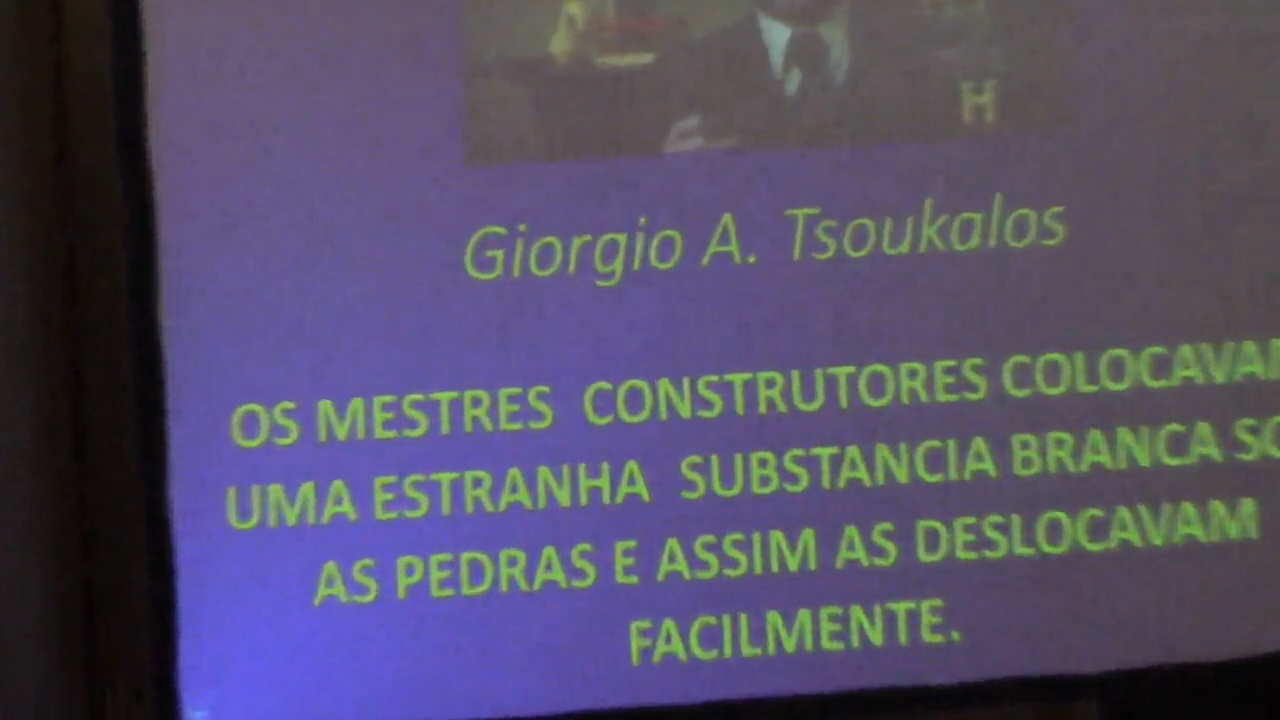 H
Giorgio A. Tsoukalos
OS MESTRES CONSTRUTORES
UMA ESTRANHA SUBSTANCIA BRANCA
AS PEDRAS E ASSIM AS DESLOCAVAM
FACILMENTE.